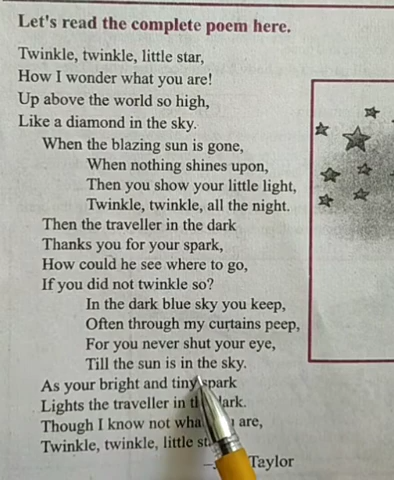 Let's read the complete poem here.
Twinkle, twinkle, little star,
How I wonder what you are!
Up above the world so high,
Like a diamond in the sky.
When the blazing sun is gone,
When nothing shines upon,
Then you show your little light,
Twinkle, twinkle, all the night.
Then the traveller in the dark
Thanks you for your spark,
How could he see where to go,
If you did not twinkle so?
In the dark blue sky you keep,
Often through my curtains peep,
For you never shut your eye,
Till the sun is in the sky.
As your bright and tiny spark
Lights the traveller in the dark.
Though I know not what are,
Twinkle, twinkle, little
Taylor